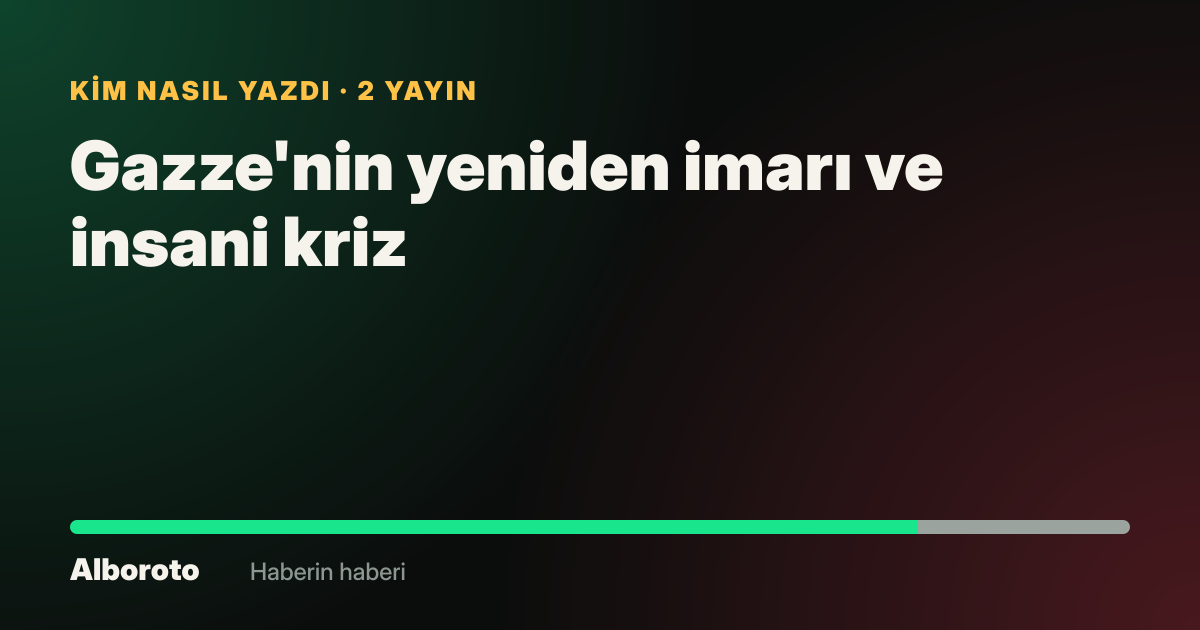 KİM NASIL YAZDI · 2 YAYIN
Gazze'nin yeniden imarı ve
insani kriz
Alboroto
Haberin haberi